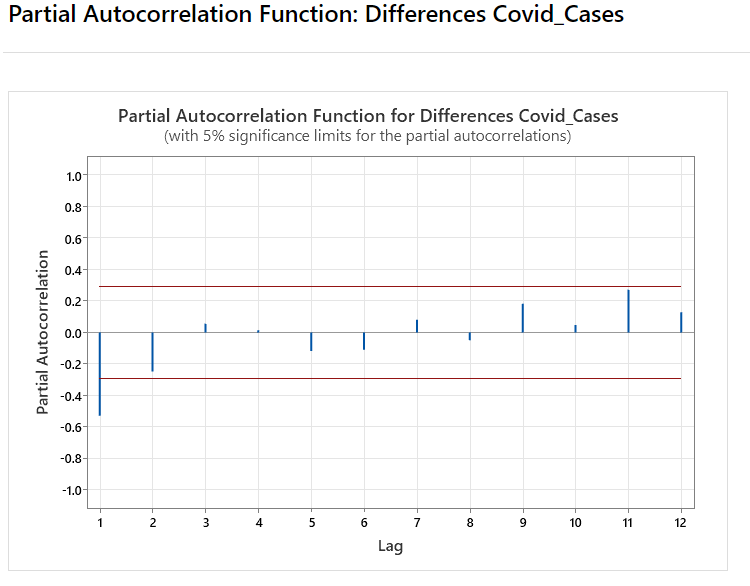 Partial Autocorrelation Function: Differences Covid_Cases
Partial Autocorrelation Function for Differences Covid_Cases
(with 5% significance limits for the partial autocorrelations)
1.0
0.8
0.6
0.4
0.2
0.0
-0.2
-0.4
-0.6
-0.8
-1.0
Partial Autocorrelation
1 2 3 4 5 6 7 8 9 10 11 12
Lag